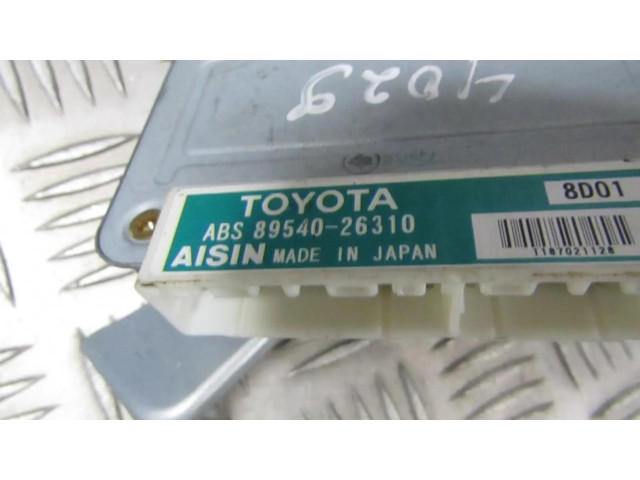 4029
TOYOTA
8D01
ABS 89540-26310
AISIN MADE IN JAPAN
1187021128